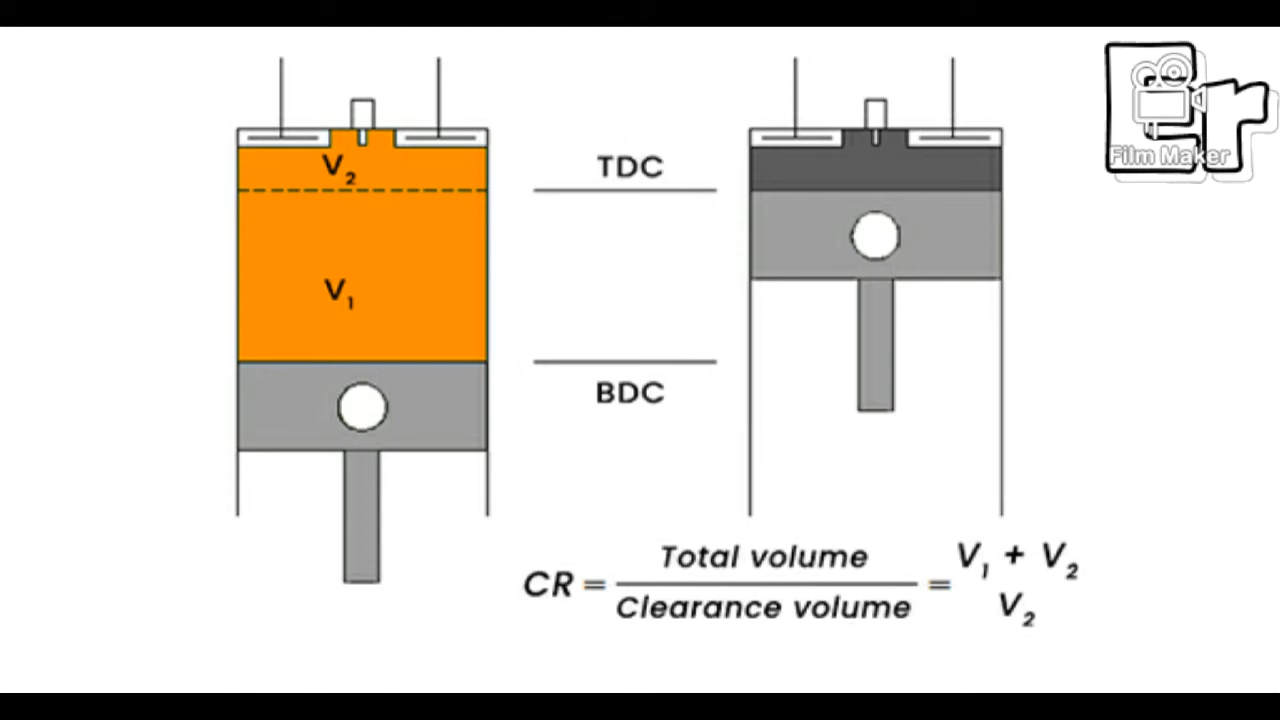 Film Maker
V₂
TDC
V₁
BDC
CR = Total volume / Clearance volume = V₁ + V₂ / V₂